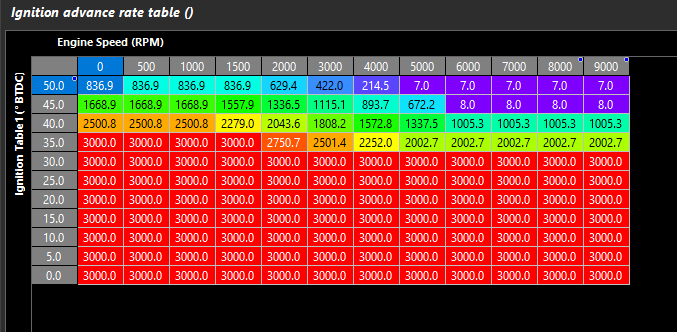 Ignition advance rate table ()
Engine Speed (RPM)
Ignition Table 1 (° BTDC)
0 500 1000 1500 2000 3000 4000 5000 6000 7000 8000 9000
50.0 836.9 836.9 836.9 836.9 629.4 422.0 214.5 7.0 7.0 7.0 7.0 7.0
45.0 1668.9 1668.9 1668.9 1557.9 1336.5 1115.1 893.7 672.2 8.0 8.0 8.0 8.0
40.0 2500.8 2500.8 2500.8 2279.0 2043.6 1808.2 1572.8 1337.5 1005.3 1005.3 1005.3 1005.3
35.0 3000.0 3000.0 3000.0 3000.0 2750.7 2501.4 2252.0 2002.7 2002.7 2002.7 2002.7 2002.7
30.0 3000.0 3000.0 3000.0 3000.0 3000.0 3000.0 3000.0 3000.0 3000.0 3000.0 3000.0 3000.0
25.0 3000.0 3000.0 3000.0 3000.0 3000.0 3000.0 3000.0 3000.0 3000.0 3000.0 3000.0 3000.0
20.0 3000.0 3000.0 3000.0 3000.0 3000.0 3000.0 3000.0 3000.0 3000.0 3000.0 3000.0 3000.0
15.0 3000.0 3000.0 3000.0 3000.0 3000.0 3000.0 3000.0 3000.0 3000.0 3000.0 3000.0 3000.0
10.0 3000.0 3000.0 3000.0 3000.0 3000.0 3000.0 3000.0 3000.0 3000.0 3000.0 3000.0 3000.0
5.0 3000.0 3000.0 3000.0 3000.0 3000.0 3000.0 3000.0 3000.0 3000.0 3000.0 3000.0 3000.0
0.0 3000.0 3000.0 3000.0 3000.0 3000.0 3000.0 3000.0 3000.0 3000.0 3000.0 3000.0 3000.0